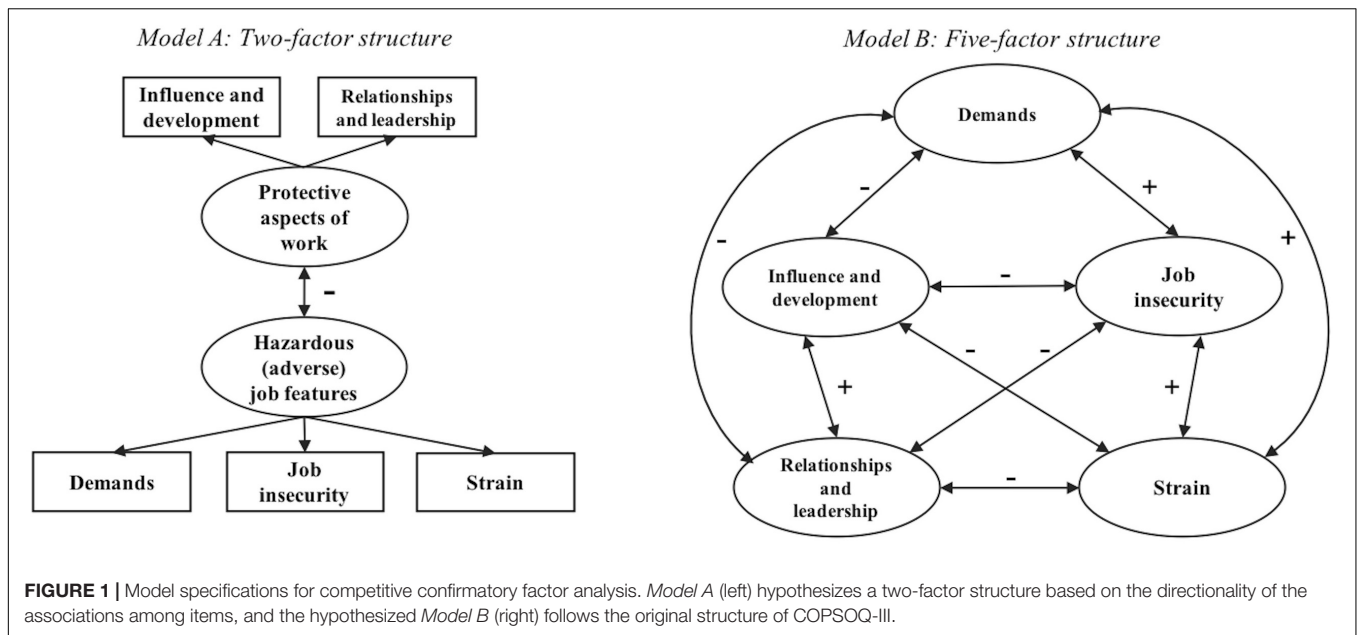 Model A: Two-factor structure
Influence and
development
Relationships
and leadership
Protective
aspects of
work
-
Hazardous
(adverse)
job features
Demands
Job
insecurity
Strain
Model B: Five-factor structure
Demands
-
+
-
+
Influence and
development
-
Job
insecurity
-
-
+
+
Relationships
and
leadership
-
Strain
FIGURE 1 | Model specifications for competitive confirmatory factor analysis. Model A (left) hypothesizes a two-factor structure based on the directionality of the
associations among items, and the hypothesized Model B (right) follows the original structure of COPSOQ-III.